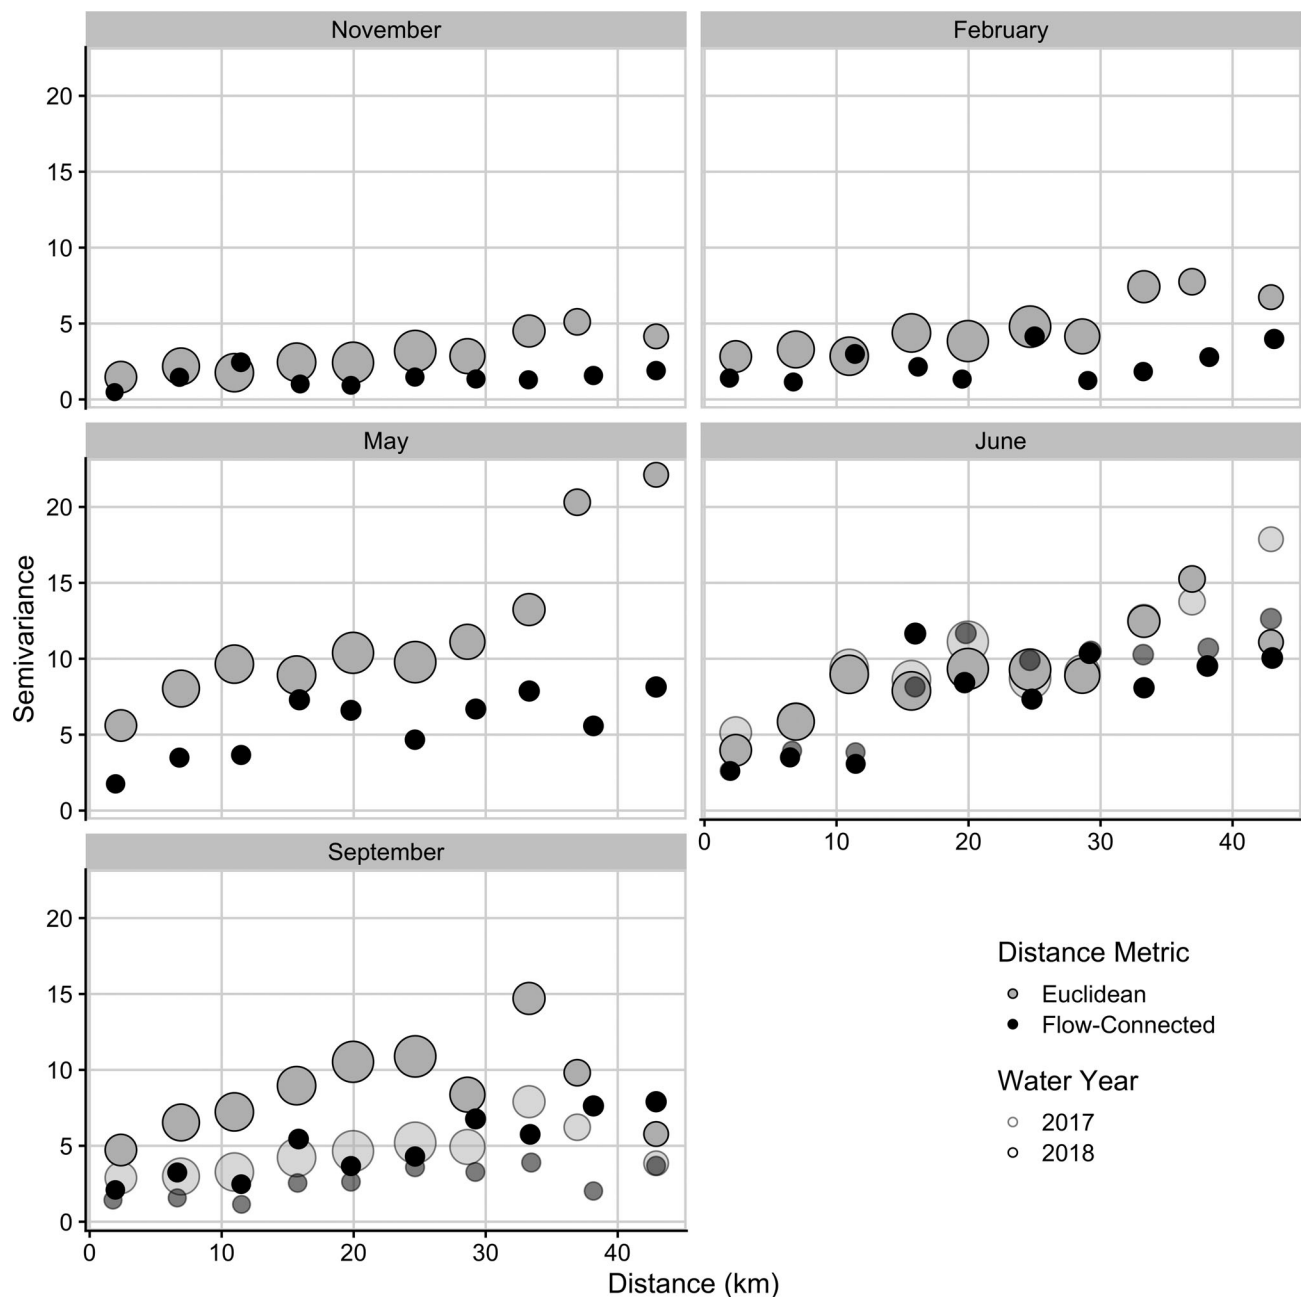 November
February
20
15
10
5
0
May
June
20
15
10
5
0
Semivariance
0 10 20 30 40
September
20
15
10
5
0
0 10 20 30 40
Distance (km)
Distance Metric
Euclidean
Flow-Connected
Water Year
2017
2018